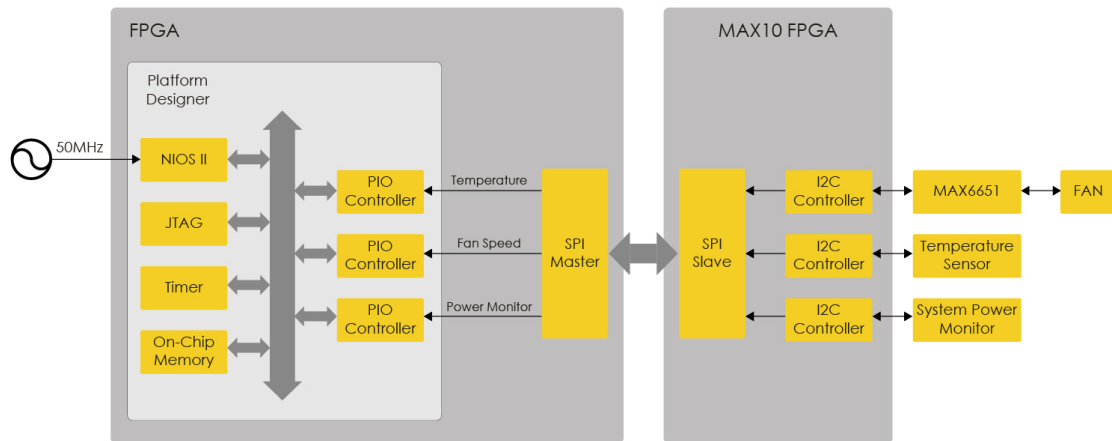 FPGA
MAX10 FPGA
Platform
Designer
50MHz
NIOS II
JTAG
Timer
On-Chip
Memory
PIO
Controller
PIO
Controller
PIO
Controller
Temperature
Fan Speed
Power Monitor
SPI
Master
SPI
Slave
I2C
Controller
I2C
Controller
I2C
Controller
MAX6651
FAN
Temperature
Sensor
System Power
Monitor